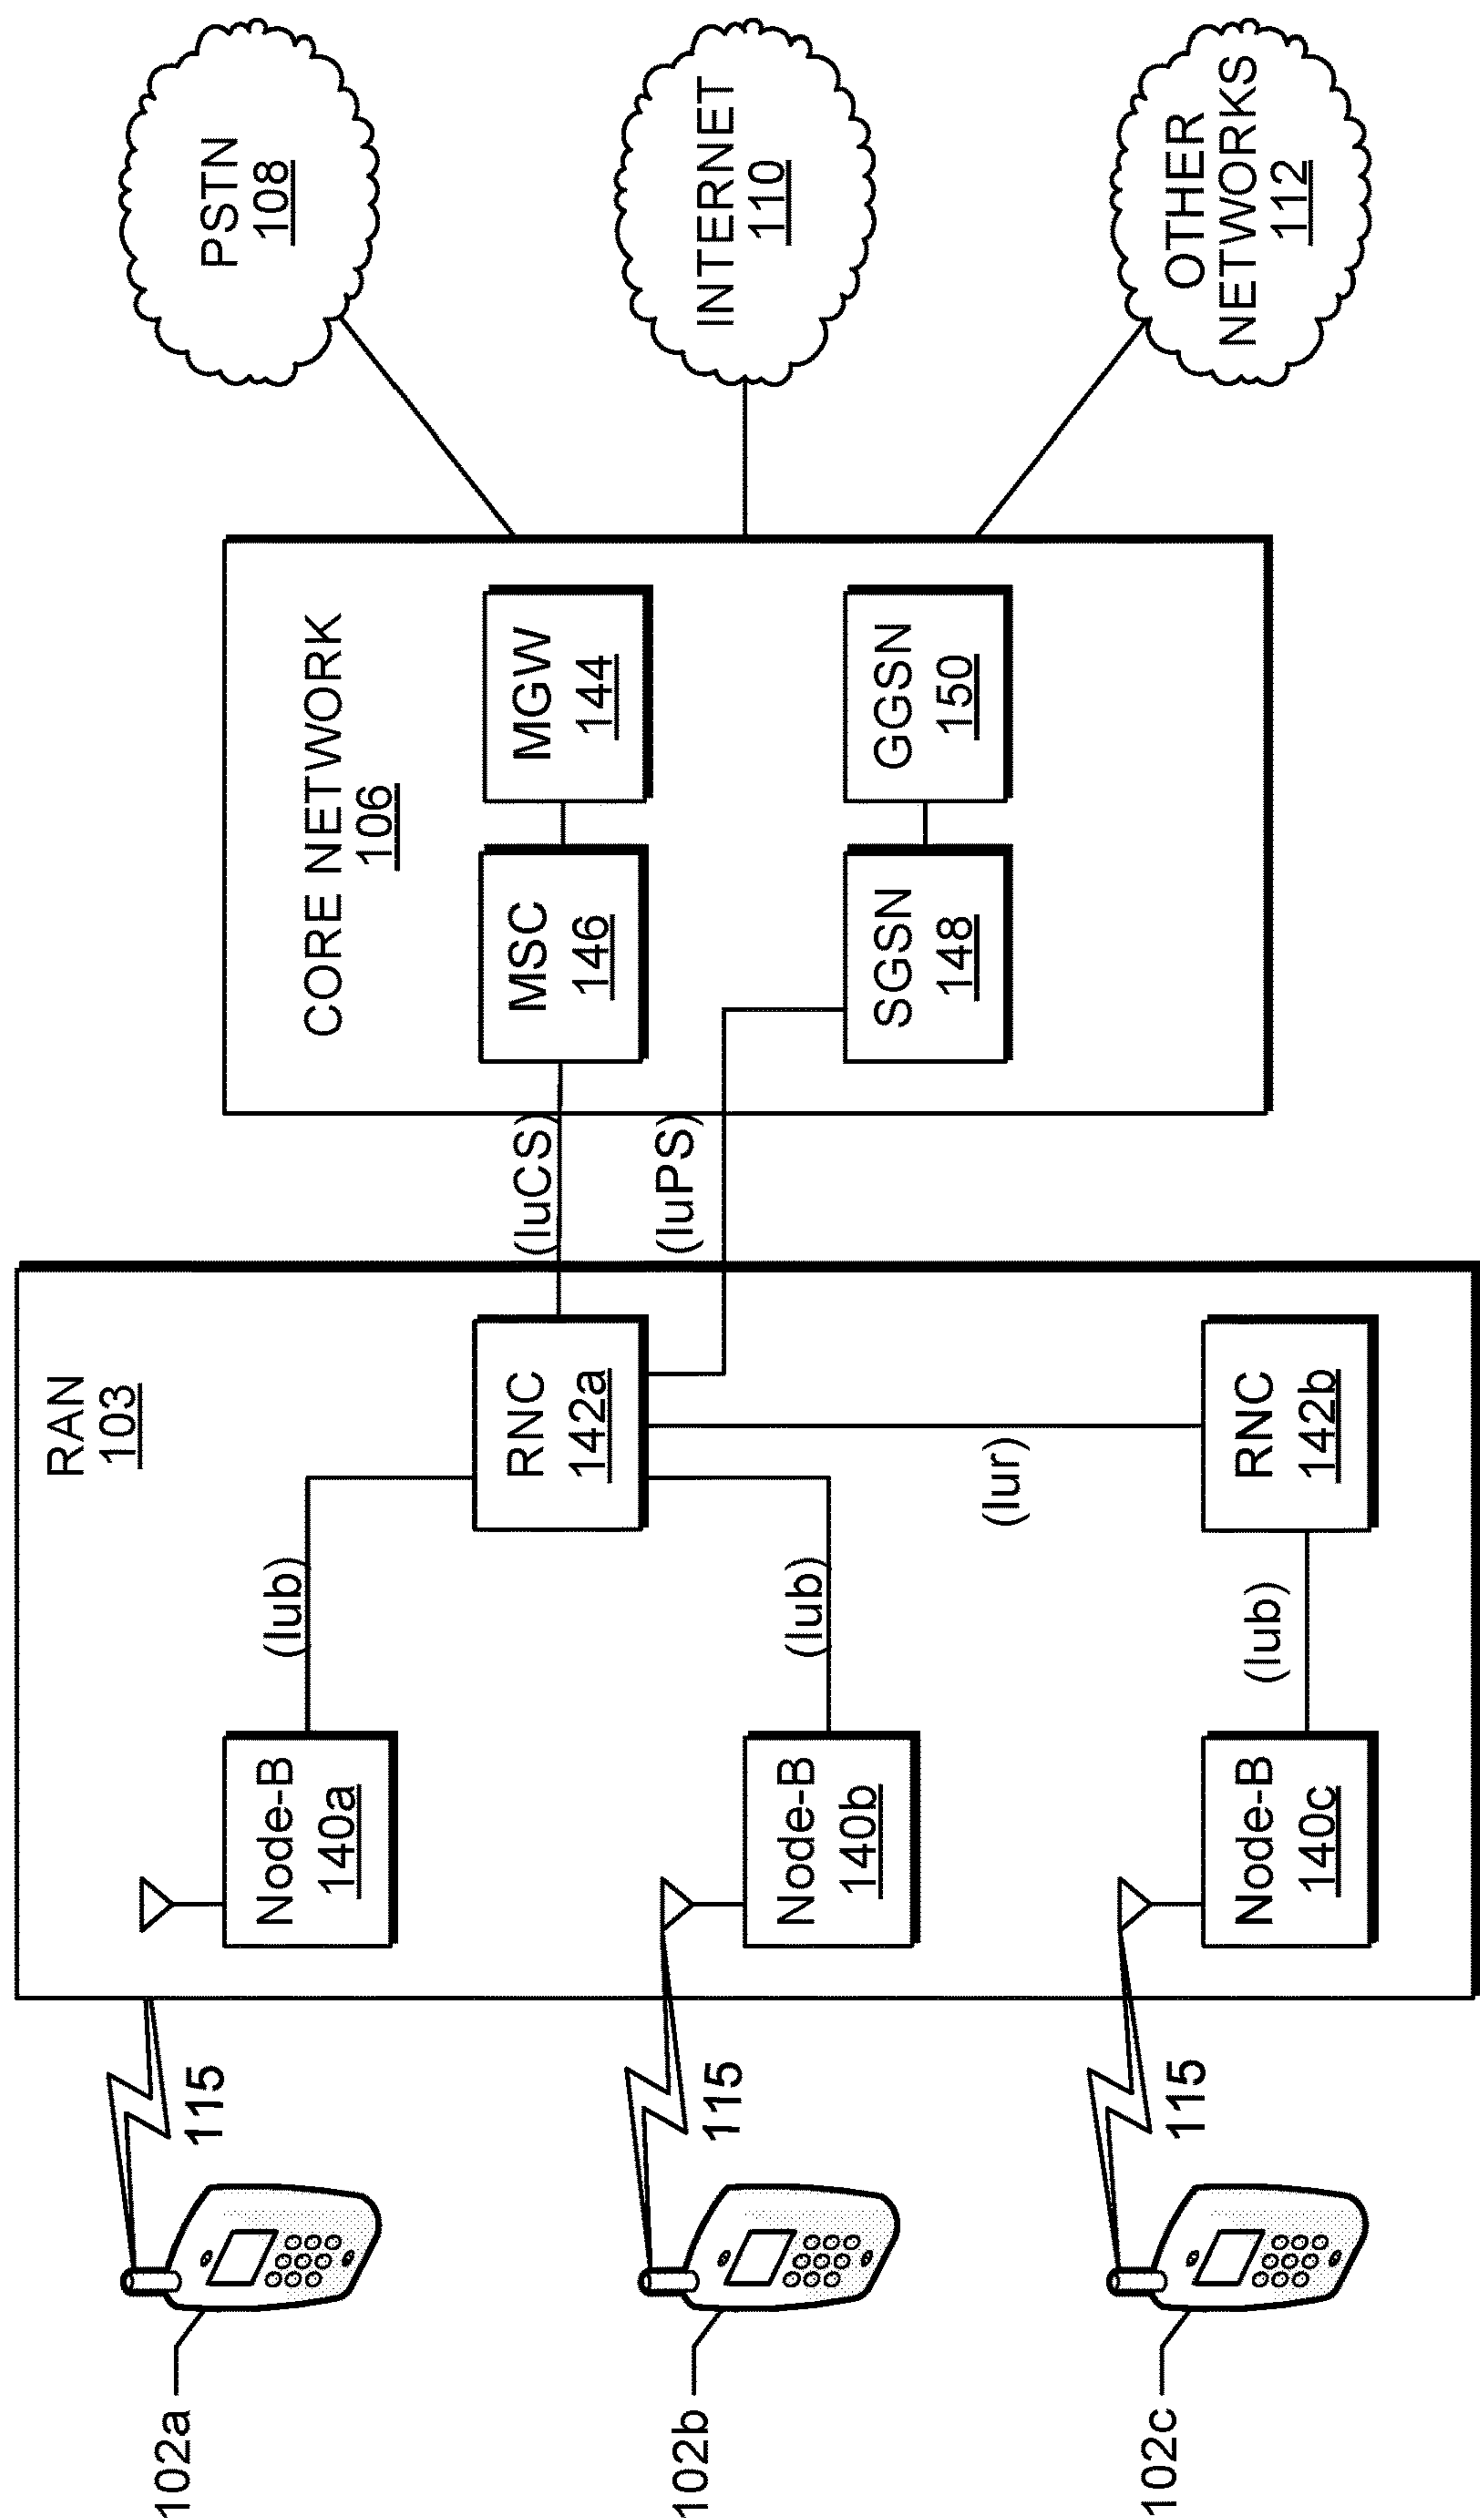 102a
115
102b
115
102c
115
RAN
103
Node-B
140a
(Iub)
RNC
142a
Node-B
140b
(Iub)
(Iur)
Node-B
140c
(Iub)
RNC
142b
(IuCS)
(IuPS)
CORE NETWORK
106
MSC
146
MGW
144
SGSN
148
GGSN
150
PSTN
108
INTERNET
110
OTHER
NETWORKS
112